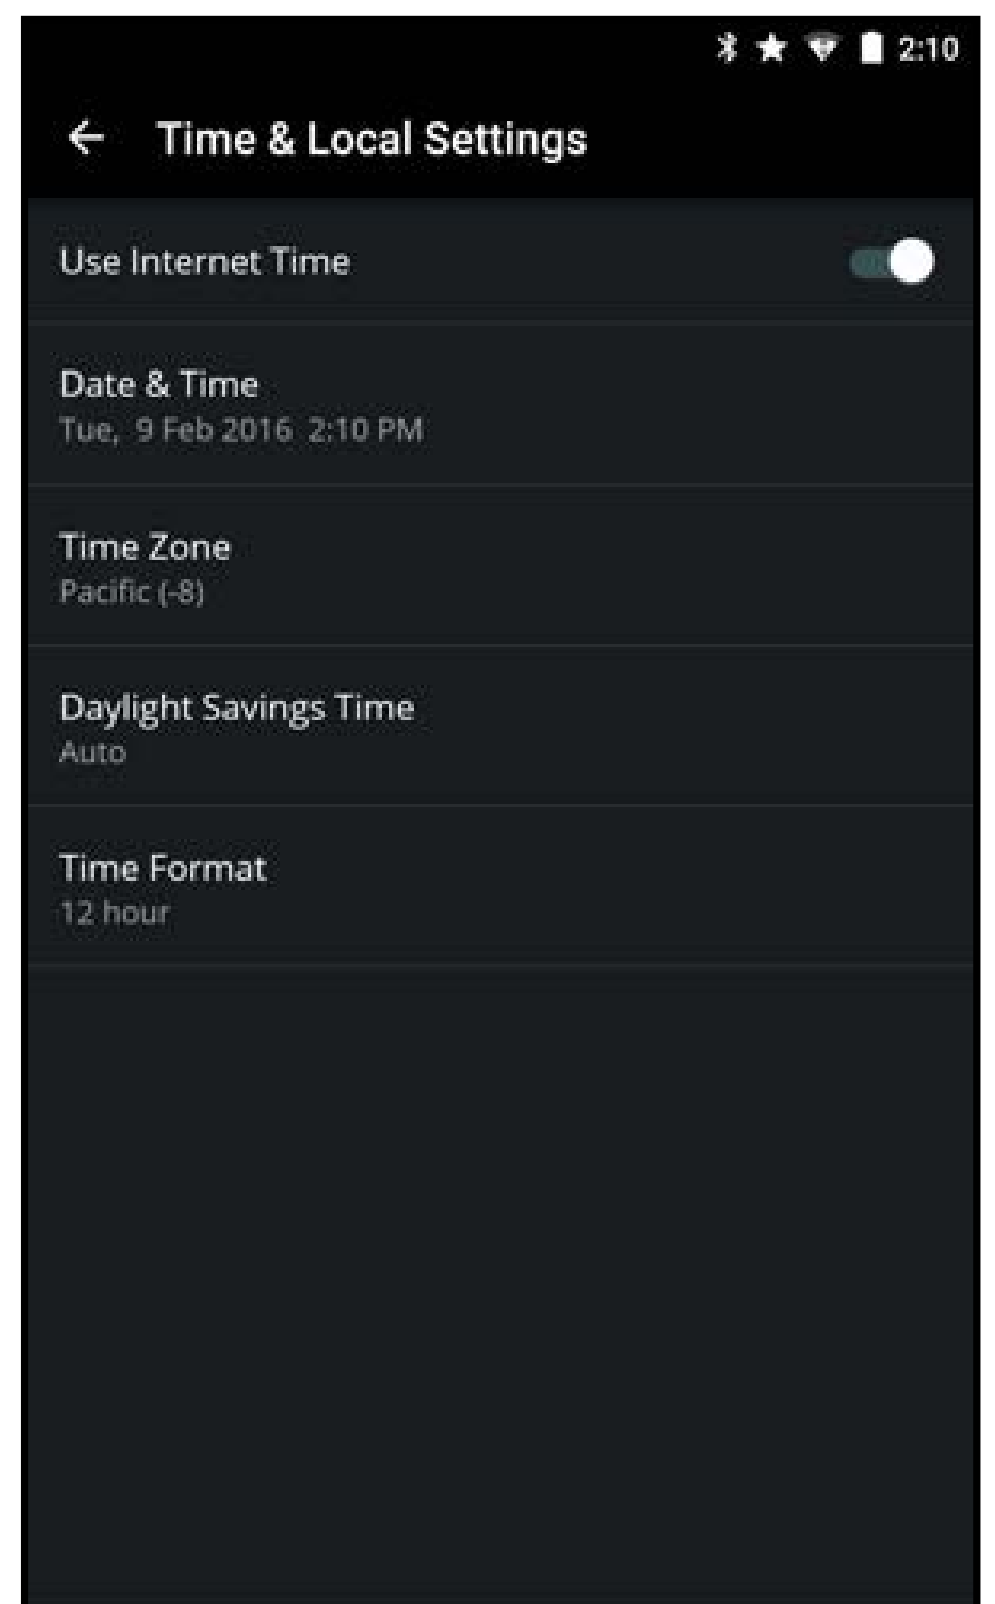 2:10
Time & Local Settings
Use Internet Time
Date & Time
Tue,  9 Feb 2016  2:10 PM
Time Zone
Pacific (-8)
Daylight Savings Time
Auto
Time Format
12 hour